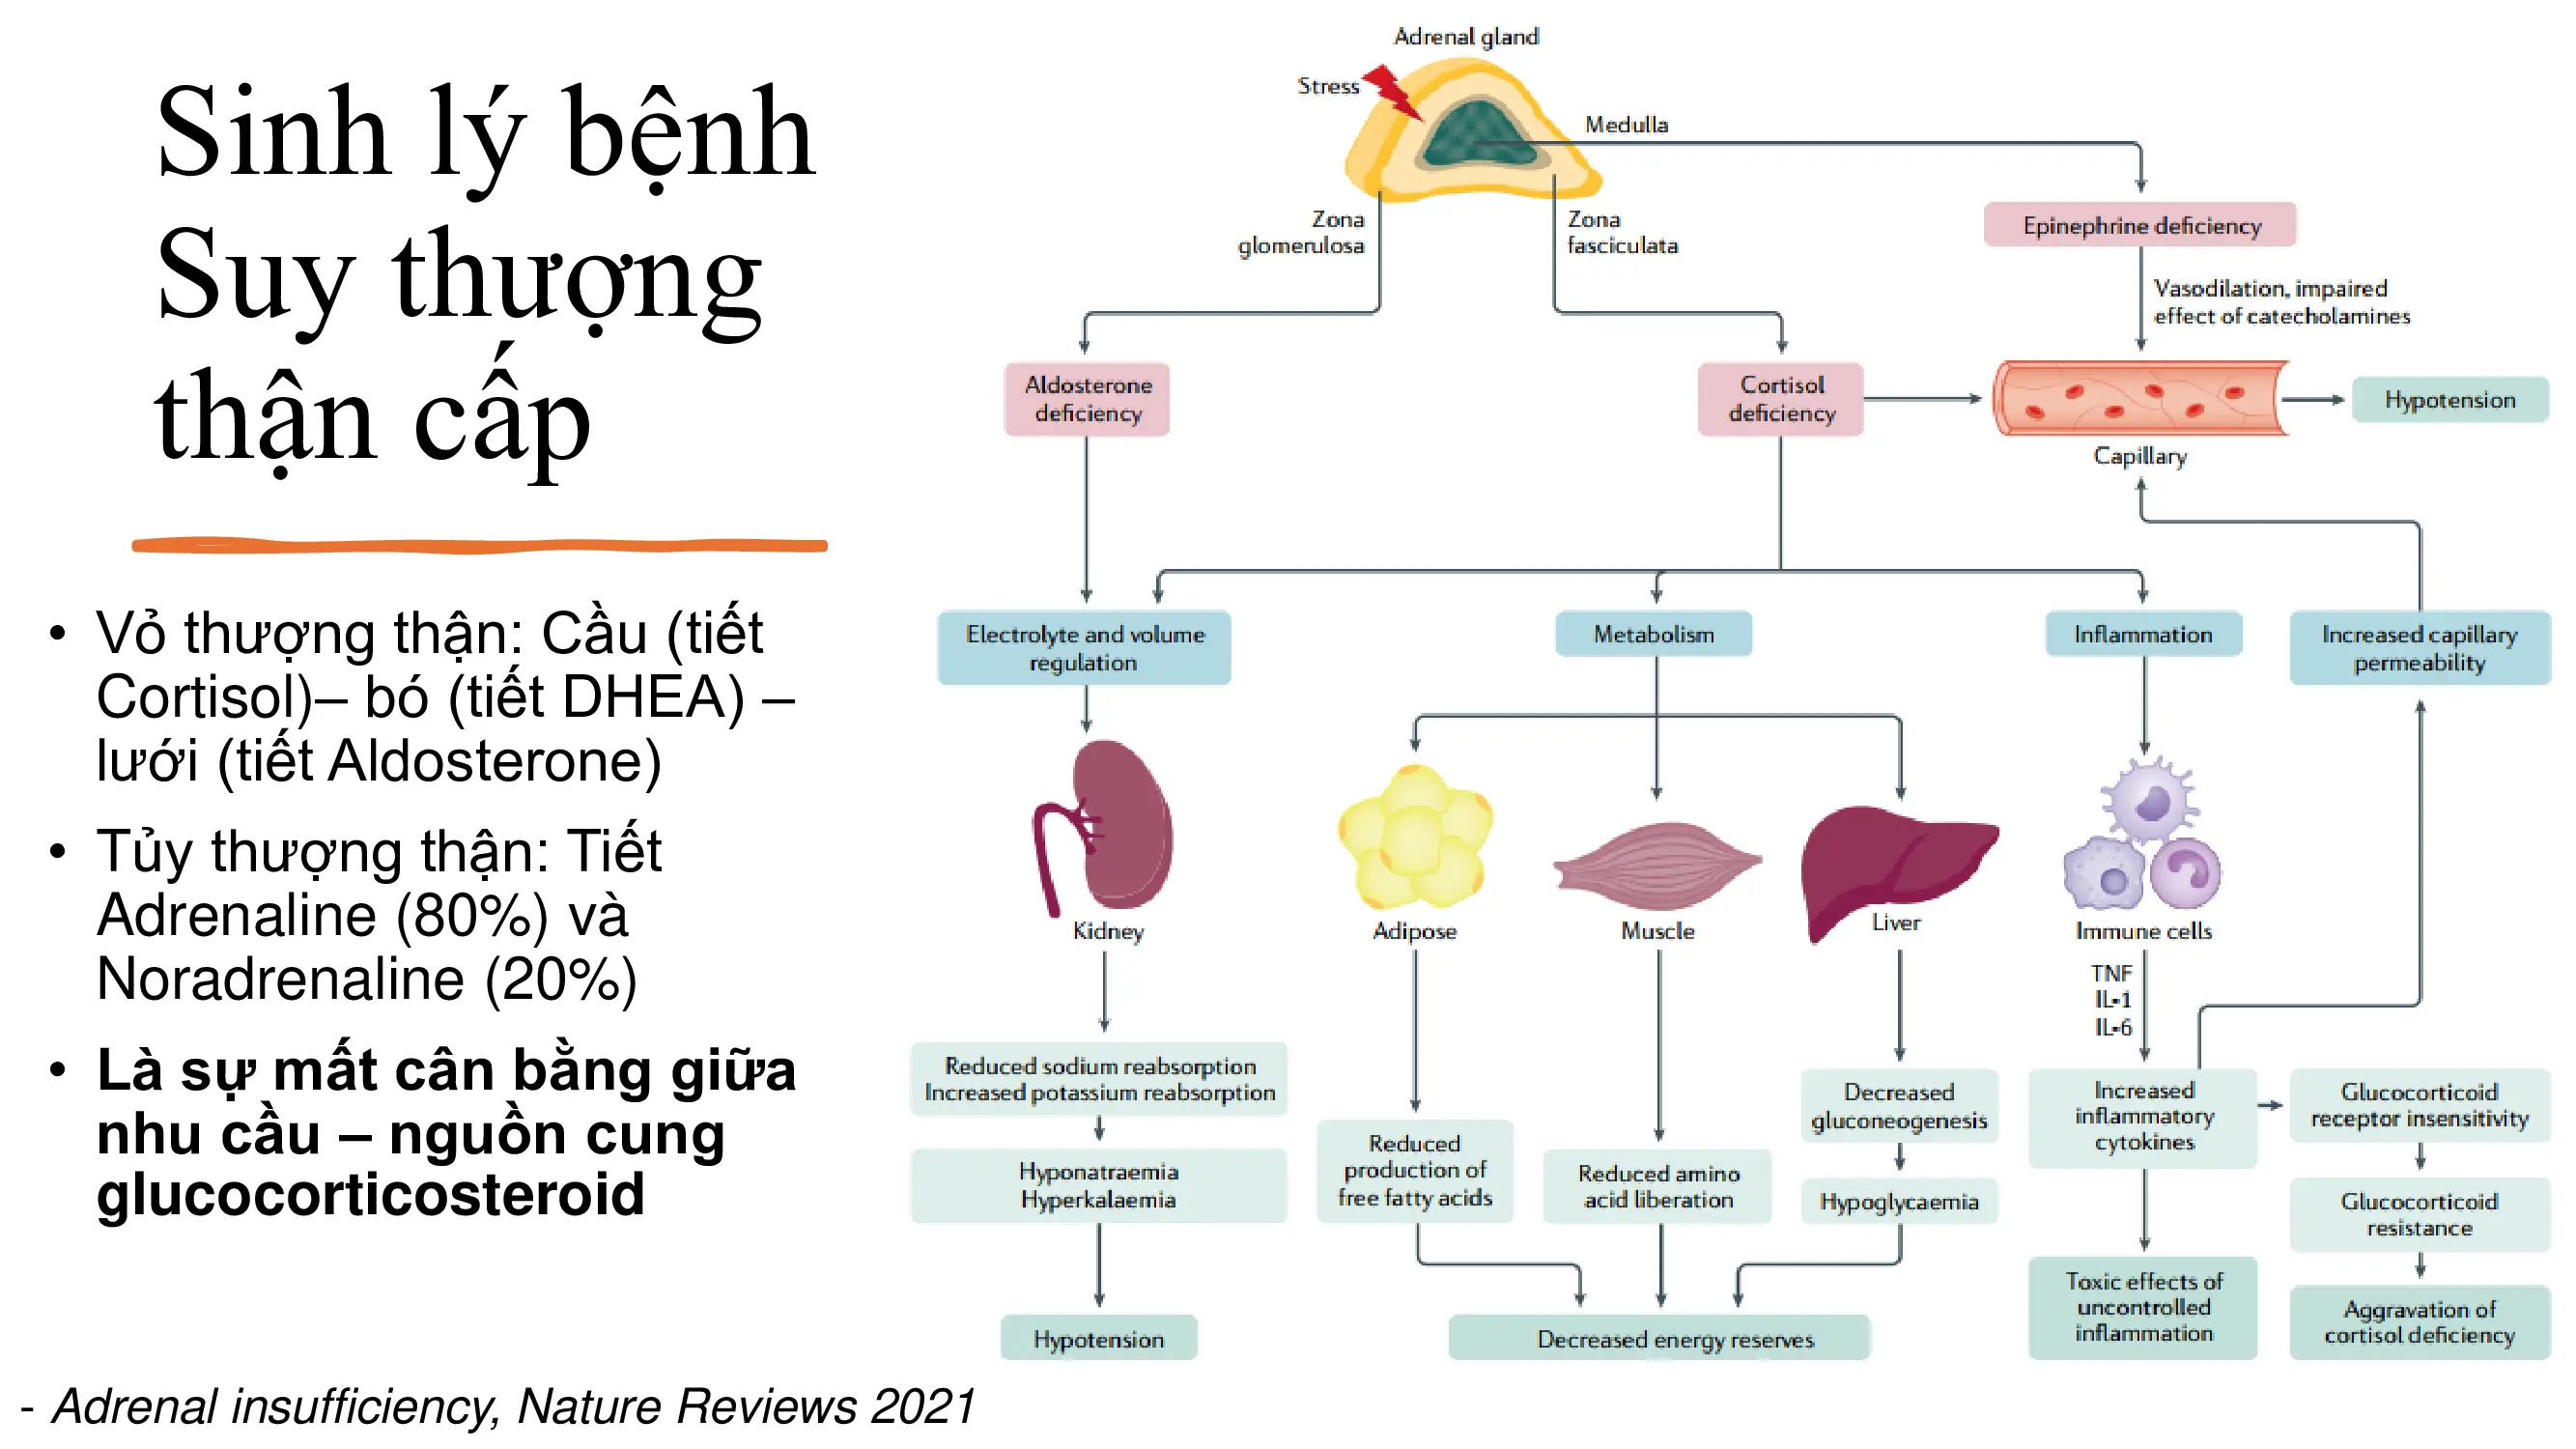 Sinh lý bệnh
Suy thượng
thận cấp
• Vỏ thượng thận: Cầu (tiết
Cortisol)– bó (tiết DHEA) –
lưới (tiết Aldosterone)
• Tủy thượng thận: Tiết
Adrenaline (80%) và
Noradrenaline (20%)
• Là sự mất cân bằng giữa
nhu cầu – nguồn cung
glucocorticosteroid
- Adrenal insufficiency, Nature Reviews 2021
Adrenal gland
Stress
Medulla
Zona
glomerulosa
Zona
fasciculata
Epinephrine deficiency
Vasodilation, impaired
effect of catecholamines
Aldosterone
deficiency
Cortisol
deficiency
Capillary
Hypotension
Electrolyte and volume
regulation
Metabolism
Inflammation
Increased capillary
permeability
Kidney
Adipose
Muscle
Liver
Immune cells
TNF
IL-1
IL-6
Reduced sodium reabsorption
Increased potassium reabsorption
Hyponatraemia
Hyperkalaemia
Hypotension
Reduced
production of
free fatty acids
Reduced amino
acid liberation
Decreased
gluconeogenesis
Hypoglycaemia
Decreased energy reserves
Increased
inflammatory
cytokines
Toxic effects of
uncontrolled
inflammation
Glucocorticoid
receptor insensitivity
Glucocorticoid
resistance
Aggravation of
cortisol deficiency